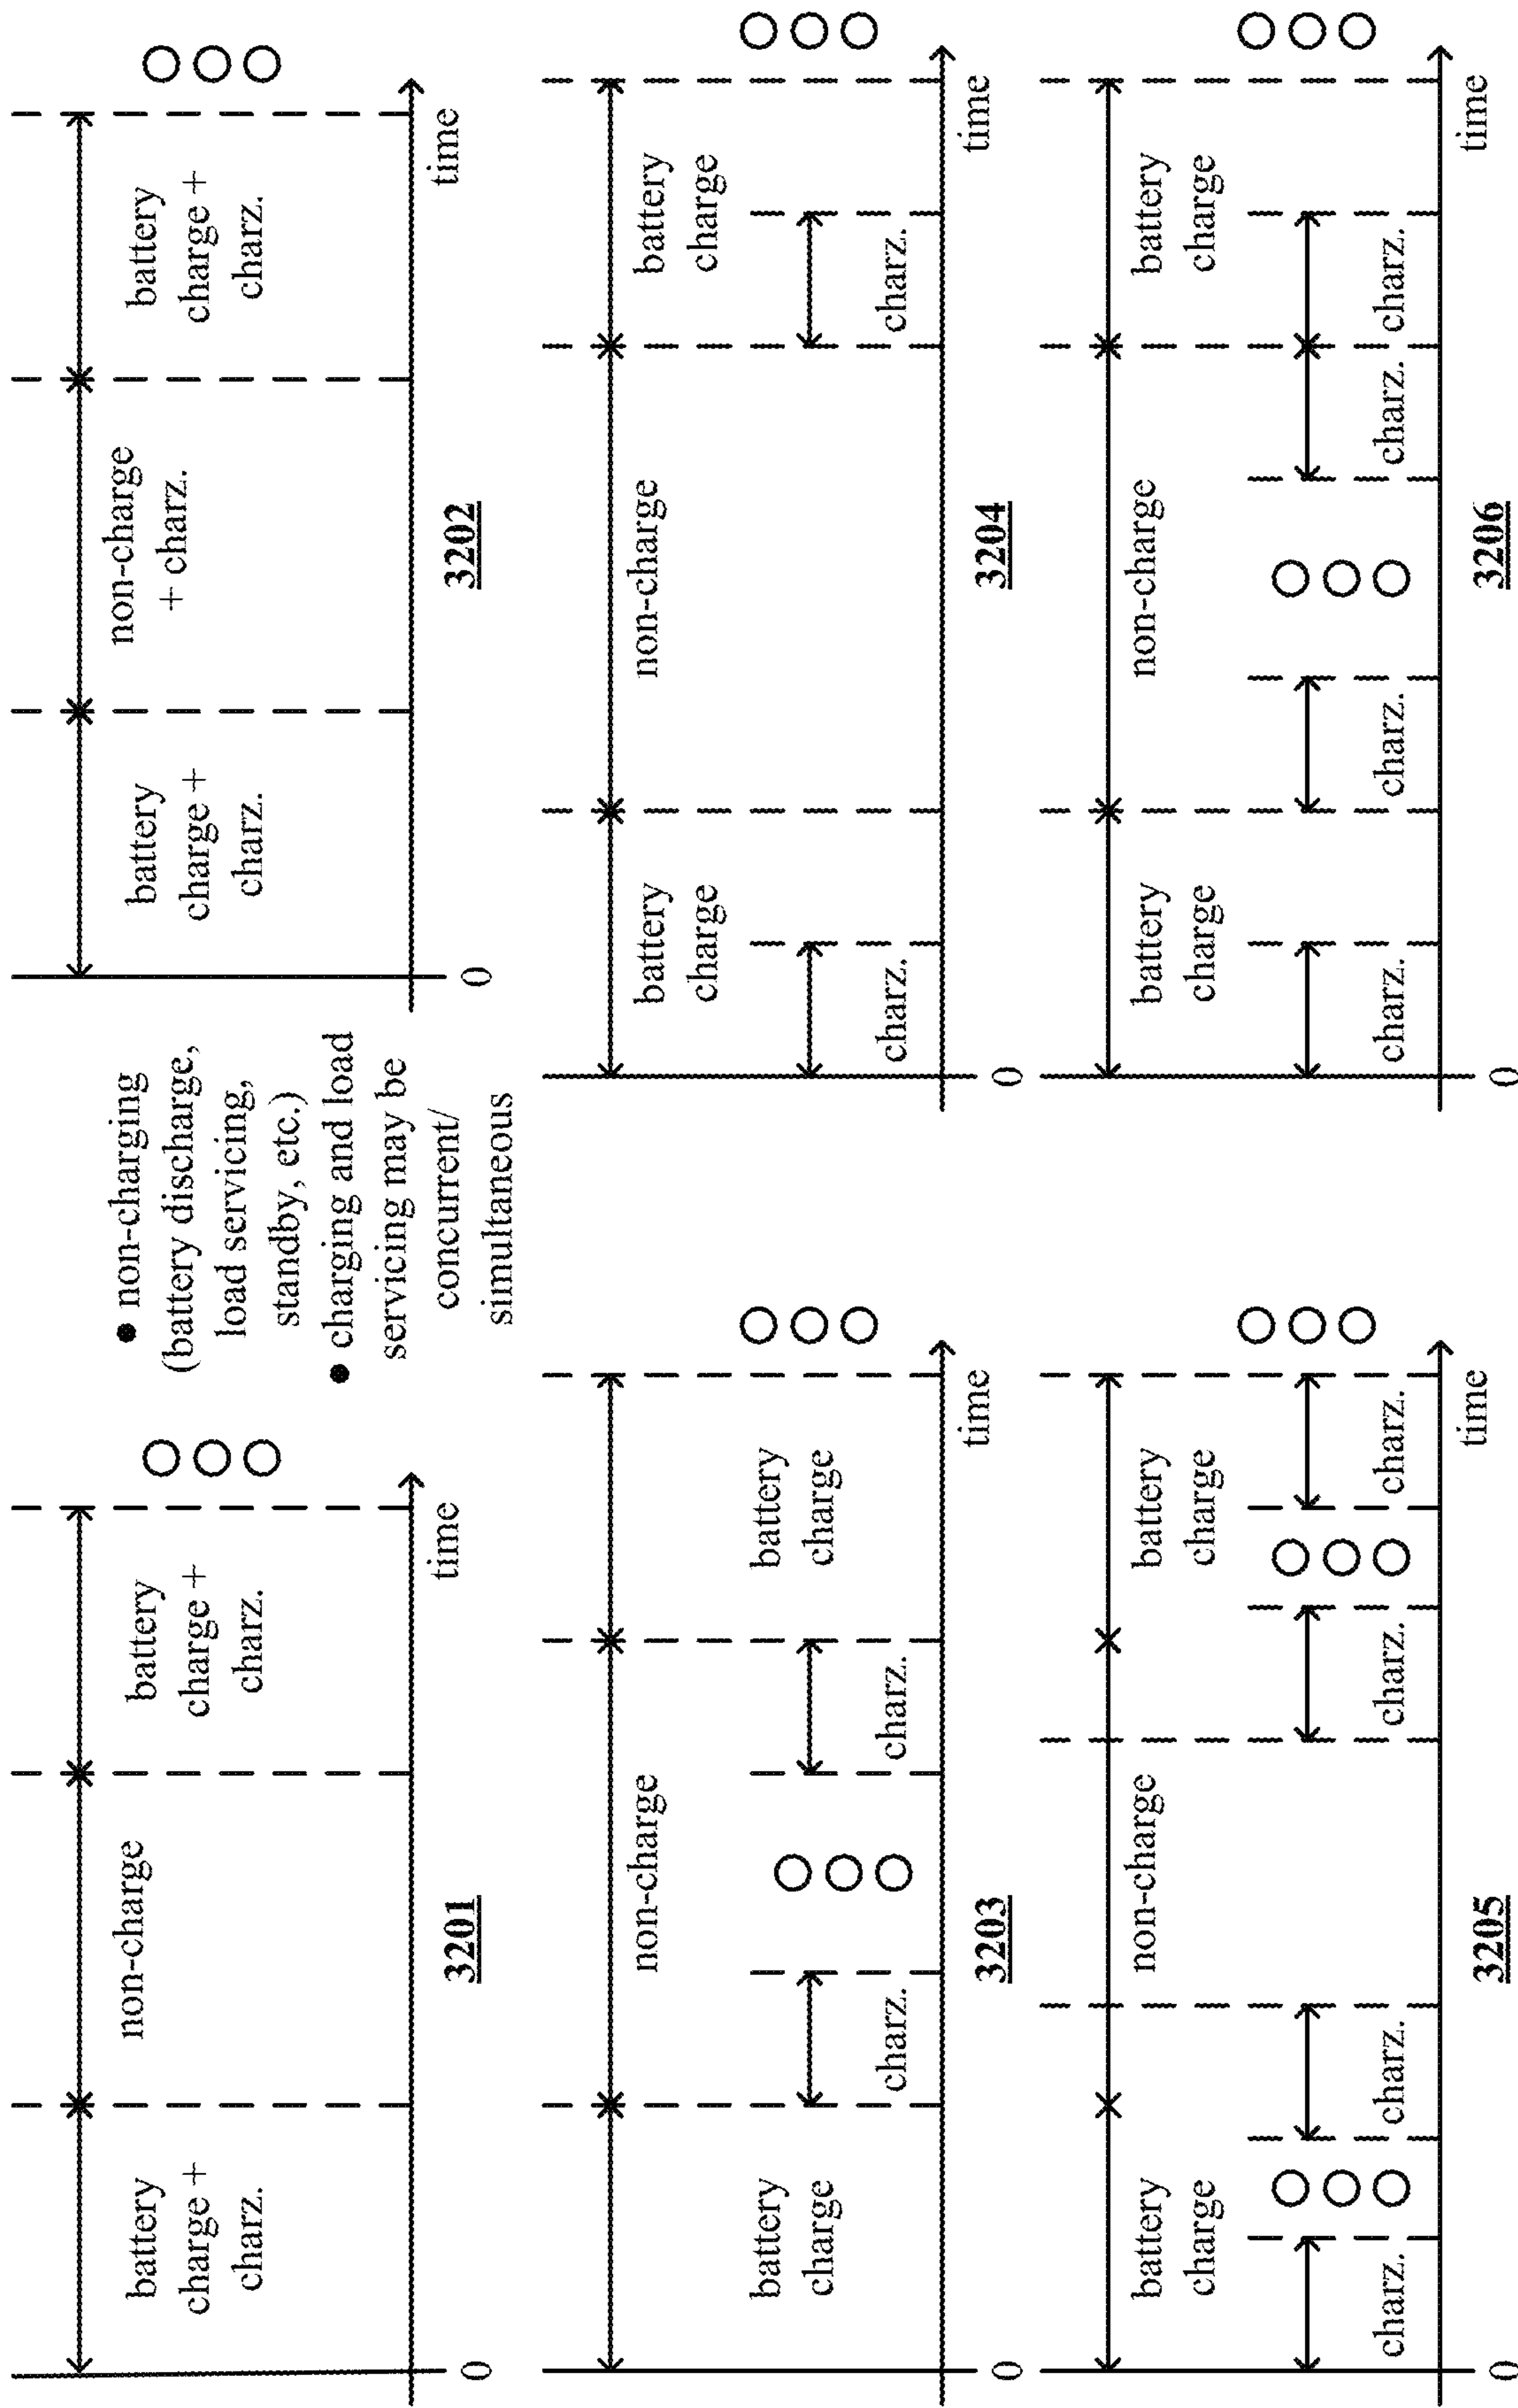 battery
charge +
charz.
non-charge
battery
charge +
charz.
0
time
3201
● non-charging
(battery discharge,
load servicing,
standby, etc.)
● charging and load
servicing may be
concurrent/
simultaneous
battery
charge +
charz.
non-charge
+ charz.
battery
charge +
charz.
0
time
3202
battery
charge
non-charge
charz.
charz.
battery
charge
0
time
3203
battery
charge
charz.
non-charge
battery
charge
charz.
0
time
3204
battery
charge
charz.
charz.
non-charge
battery
charge
charz.
charz.
0
time
3205
battery
charge
charz.
non-charge
charz.
charz.
battery
charge
charz.
0
time
3206